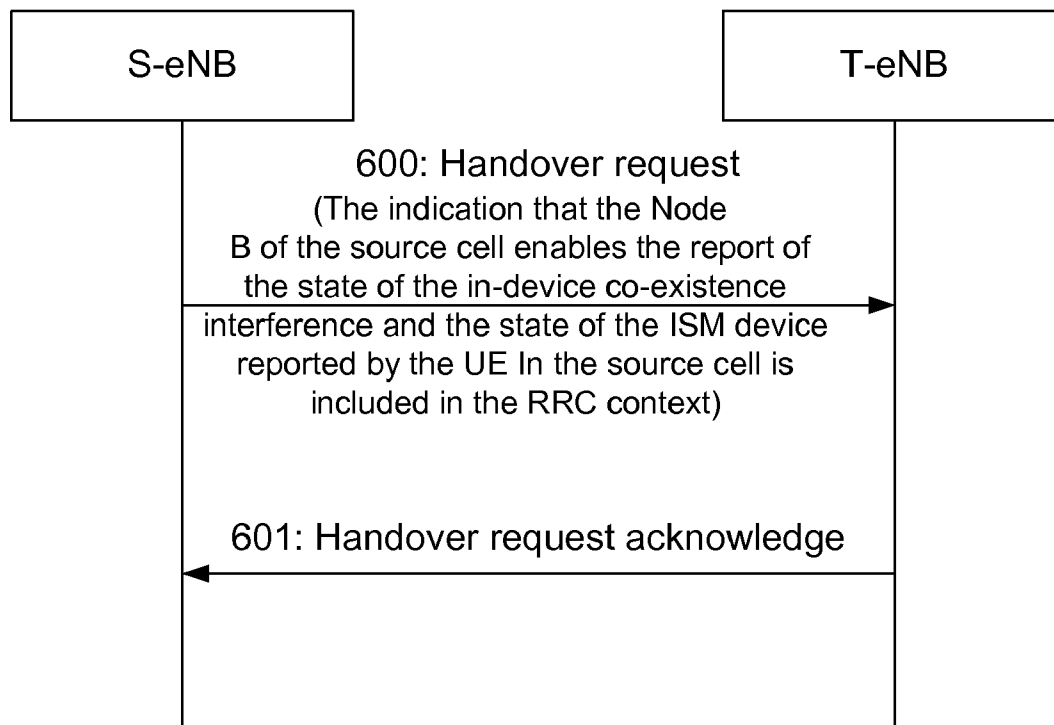 S-eNB
T-eNB
600: Handover request
(The indication that the Node
B of the source cell enables the report of
the state of the in-device co-existence
interference and the state of the ISM device
reported by the UE In the source cell is
included in the RRC context)
601: Handover request acknowledge